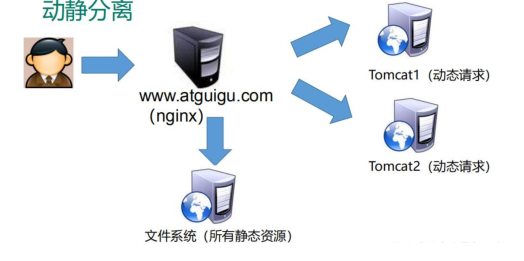 动静分离
Tomcat1（动态请求）
www.atguigu.com
（nginx）
Tomcat2（动态请求）
文件系统（所有静态资源）